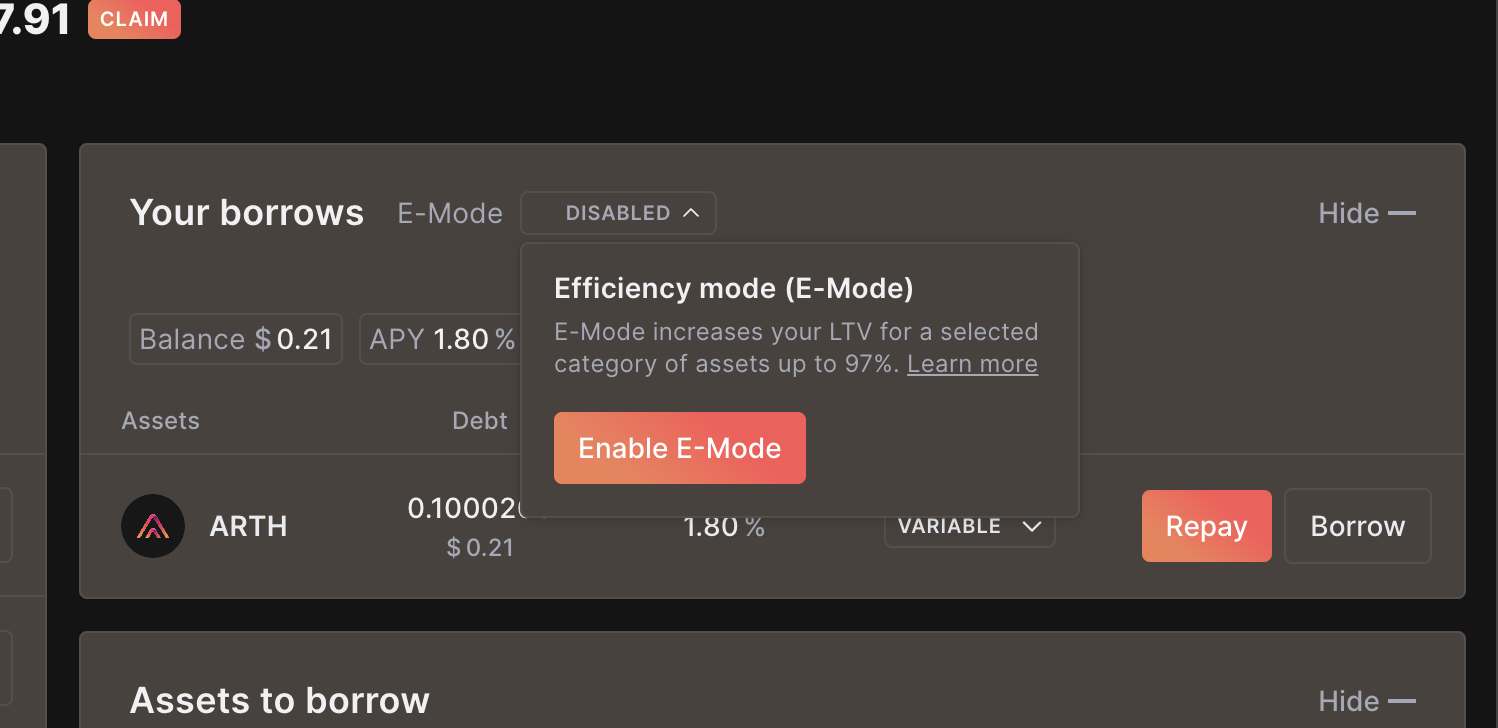 7.91 CLAIM
Your borrows E-Mode DISABLED Hide
Efficiency mode (E-Mode)
E-Mode increases your LTV for a selected
category of assets up to 97%. Learn more
Enable E-Mode
Balance $ 0.21 APY 1.80 %
Assets Debt
ARTH 0.10002 1.80 % VARIABLE Repay Borrow
$ 0.21
Assets to borrow Hide